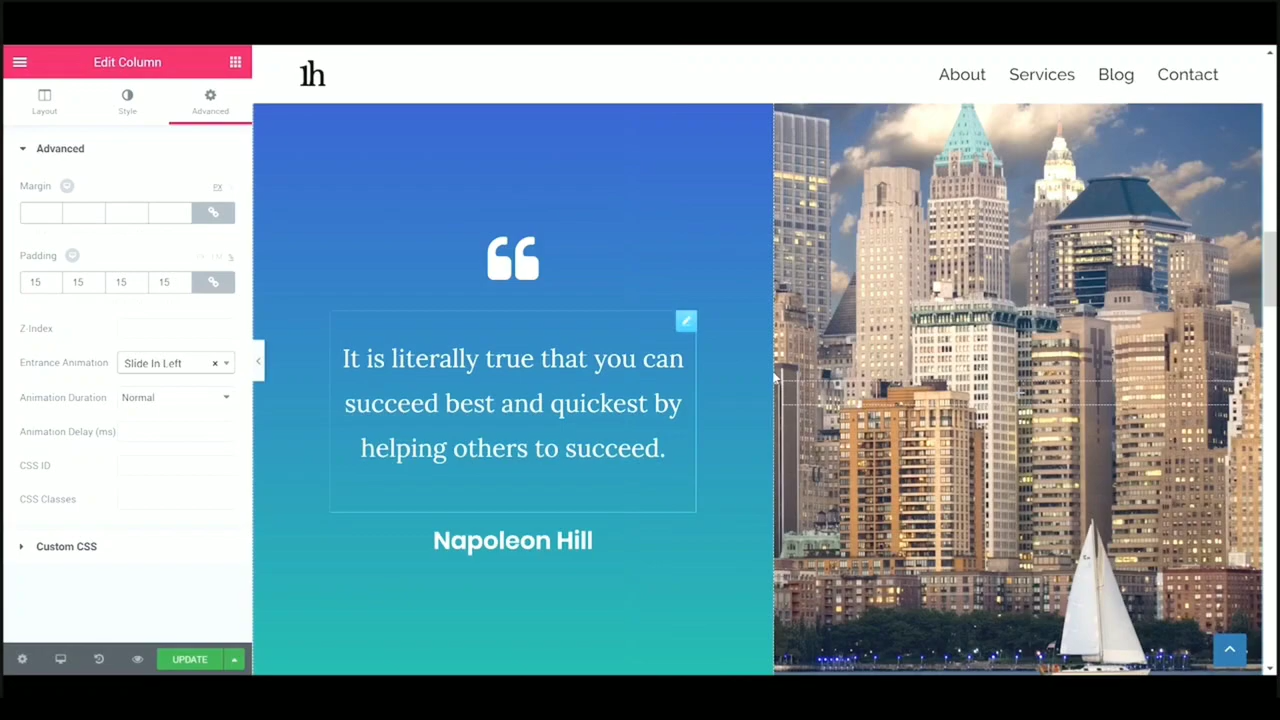 Edit Column
Layout
Style
Advanced
Advanced
Margin
PX
Padding
15 15 15 15
Z-Index
Entrance Animation
Slide In Left
Animation Duration
Normal
Animation Delay (ms)
CSS ID
CSS Classes
Custom CSS
UPDATE
1h
About Services Blog Contact
“
It is literally true that you can
succeed best and quickest by
helping others to succeed.
Napoleon Hill